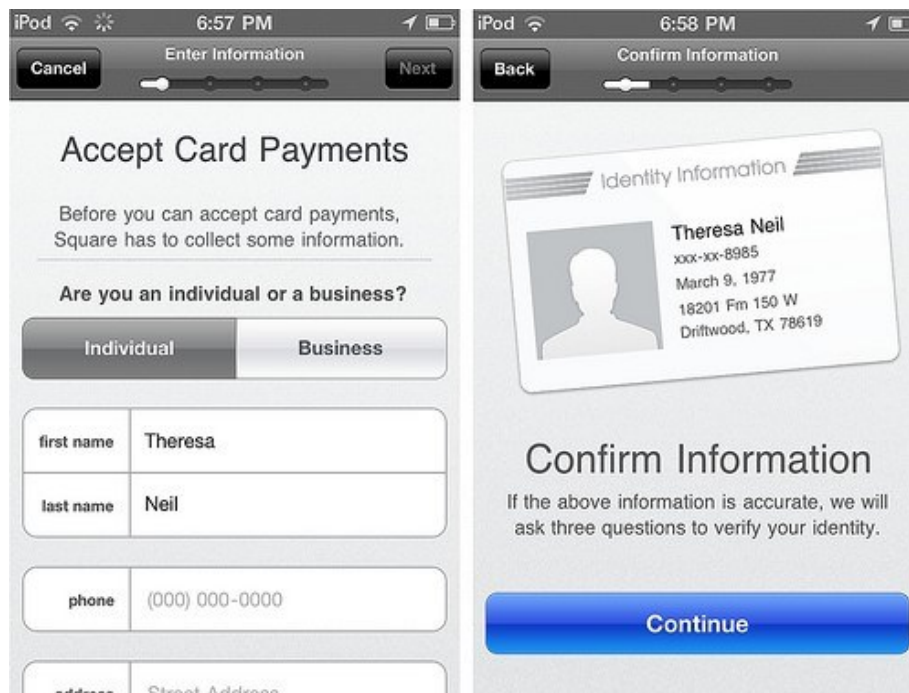 iPod 6:57 PM
Cancel
Enter Information
Next
Accept Card Payments
Before you can accept card payments,
Square has to collect some information.
Are you an individual or a business?
Individual Business
first name Theresa
last name Neil
phone (000) 000-0000
address Street Address
iPod 6:58 PM
Back
Confirm Information
Identity Information
Theresa Neil
xxx-xx-8985
March 9, 1977
18201 Fm 150 W
Driftwood, TX 78619
Confirm Information
If the above information is accurate, we will
ask three questions to verify your identity.
Continue